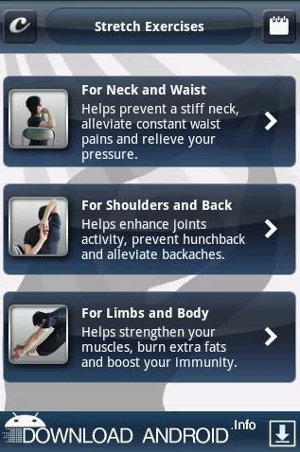 Stretch Exercises
For Neck and Waist
Helps prevent a stiff neck,
alleviate constant waist
pains and relieve your
pressure.
For Shoulders and Back
Helps enhance joints
activity, prevent hunchback
and alleviate backaches.
For Limbs and Body
Helps strengthen your
muscles, burn extra fats
and boost your immunity.
DOWNLOAD ANDROID.Info